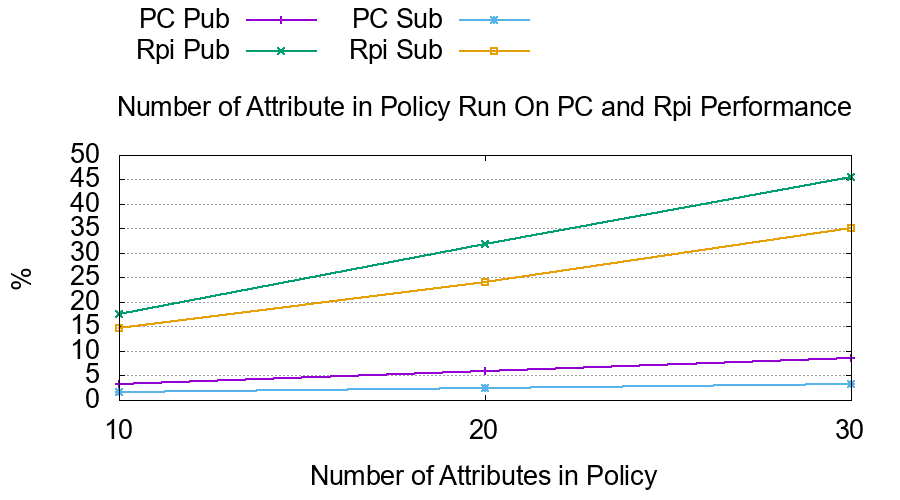 PC Pub
PC Sub
Rpi Pub
Rpi Sub
Number of Attribute in Policy Run On PC and Rpi Performance
50
45
40
35
30
25
20
15
10
5
0
%
10 20 30
Number of Attributes in Policy